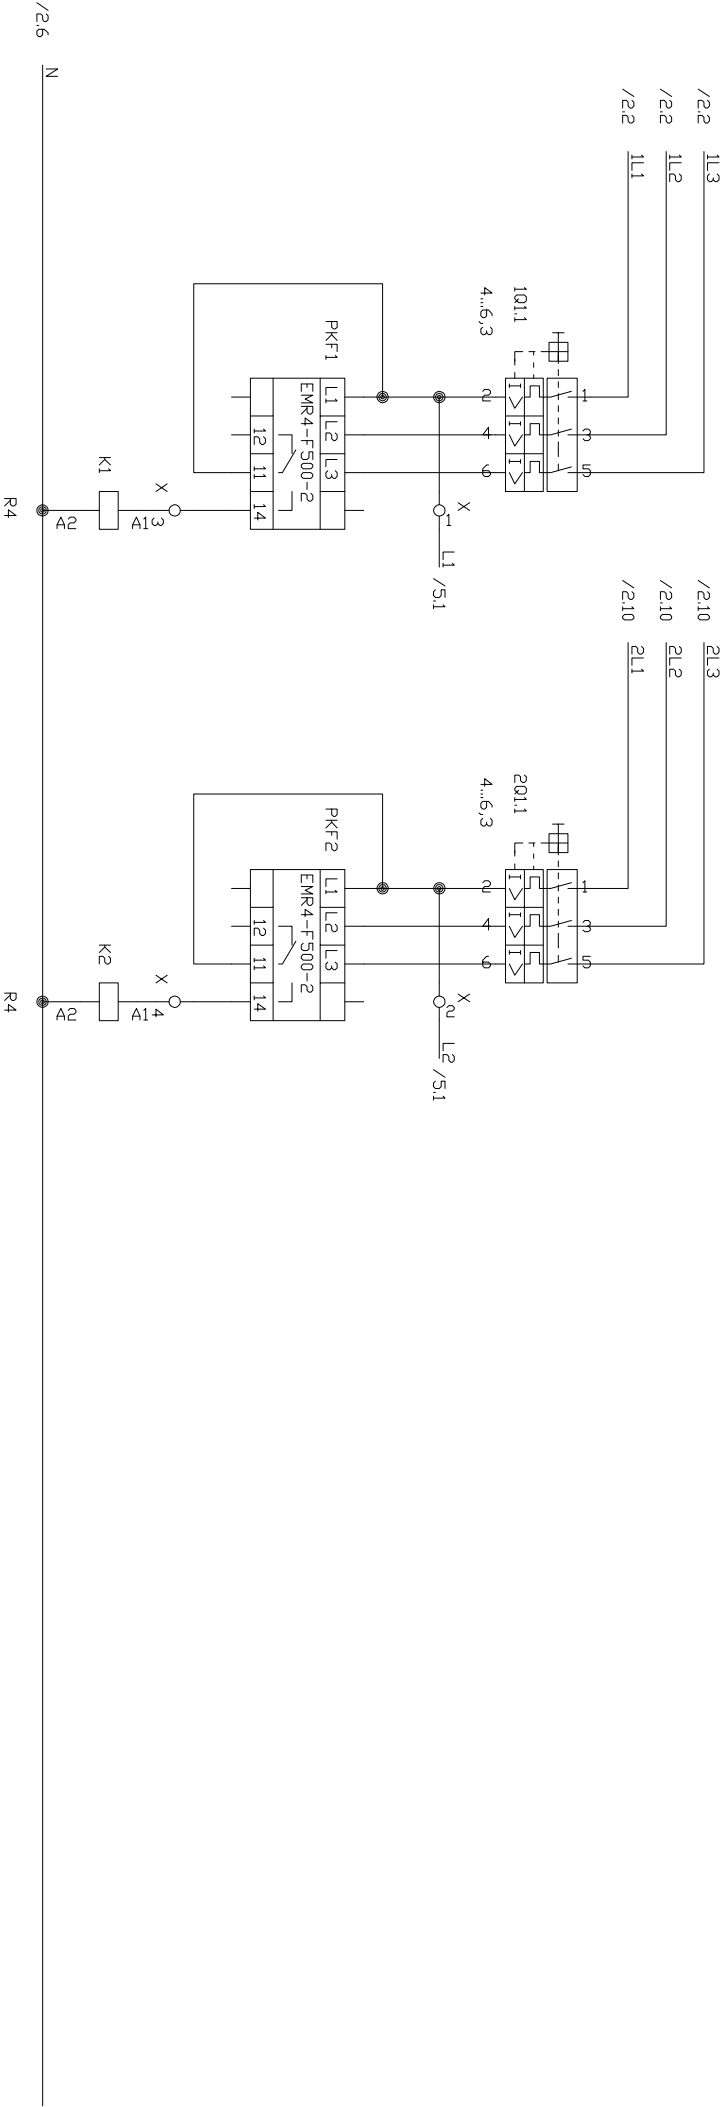 /2.2 1L3
/2.2 1L2
/2.2 1L1
/2.10 2L3
/2.10 2L2
/2.10 2L1
1Q1.1
4...6,3
1 3 5
2 4 6
2Q1.1
4...6,3
1 3 5
2 4 6
X
1
L1 /5.1
X
2
L2 /5.1
PKF1
L1 L2 L3
EMR4-F500-2
12 11 14
PKF2
L1 L2 L3
EMR4-F500-2
12 11 14
X
3
K1
A1
A2
X
4
K2
A1
A2
/2.6 N
R4
R4